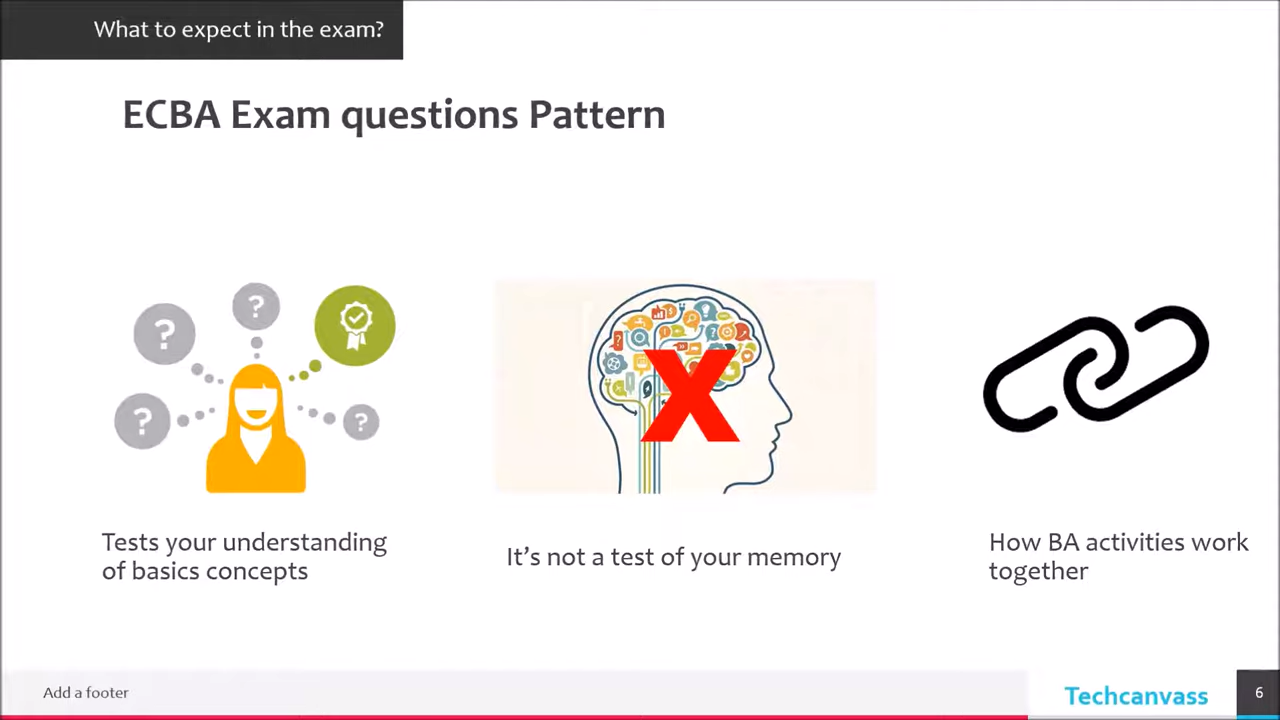 What to expect in the exam?
ECBA Exam questions Pattern
?
?
?
?
X
Tests your understanding
of basics concepts
It's not a test of your memory
How BA activities work
together
Add a footer
Techcanvass
6